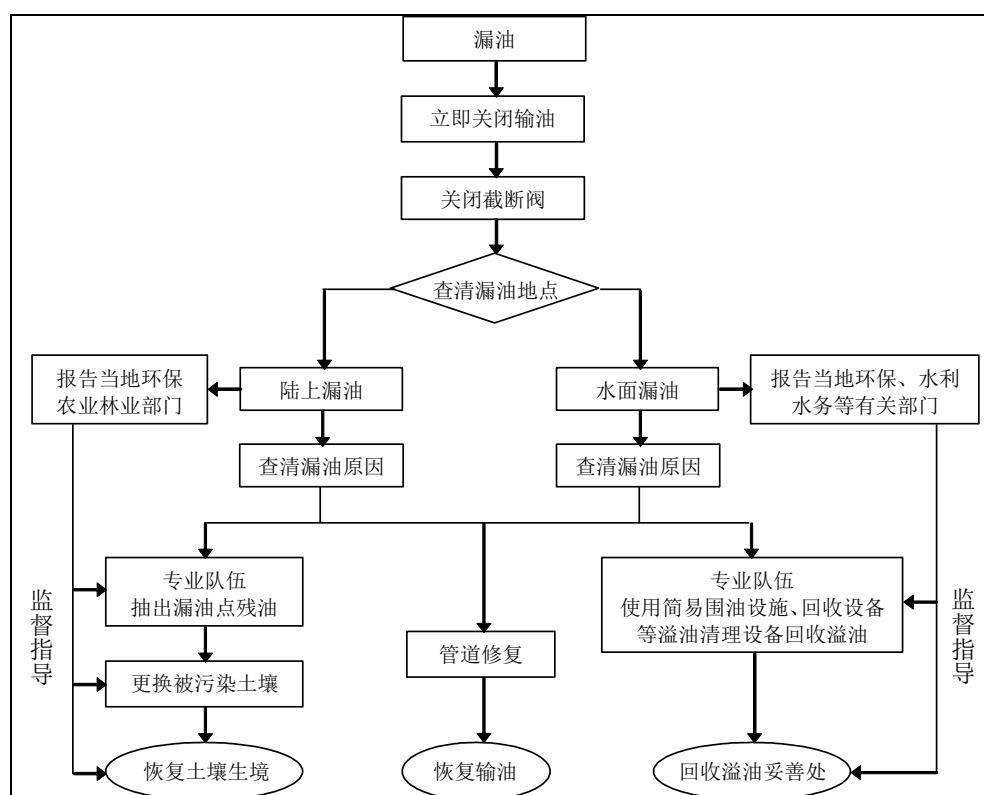 漏油
立即关闭输油
关闭截断阀
查清漏油地点
报告当地环保
农业林业部门
陆上漏油
水面漏油
报告当地环保、水利
水务等有关部门
查清漏油原因
查清漏油原因
监督指导
专业队伍
抽出漏油点残油
专业队伍
使用简易围油设施、回收设备
等溢油清理设备回收溢油
监督指导
管道修复
更换被污染土壤
恢复土壤生境
恢复输油
回收溢油妥善处